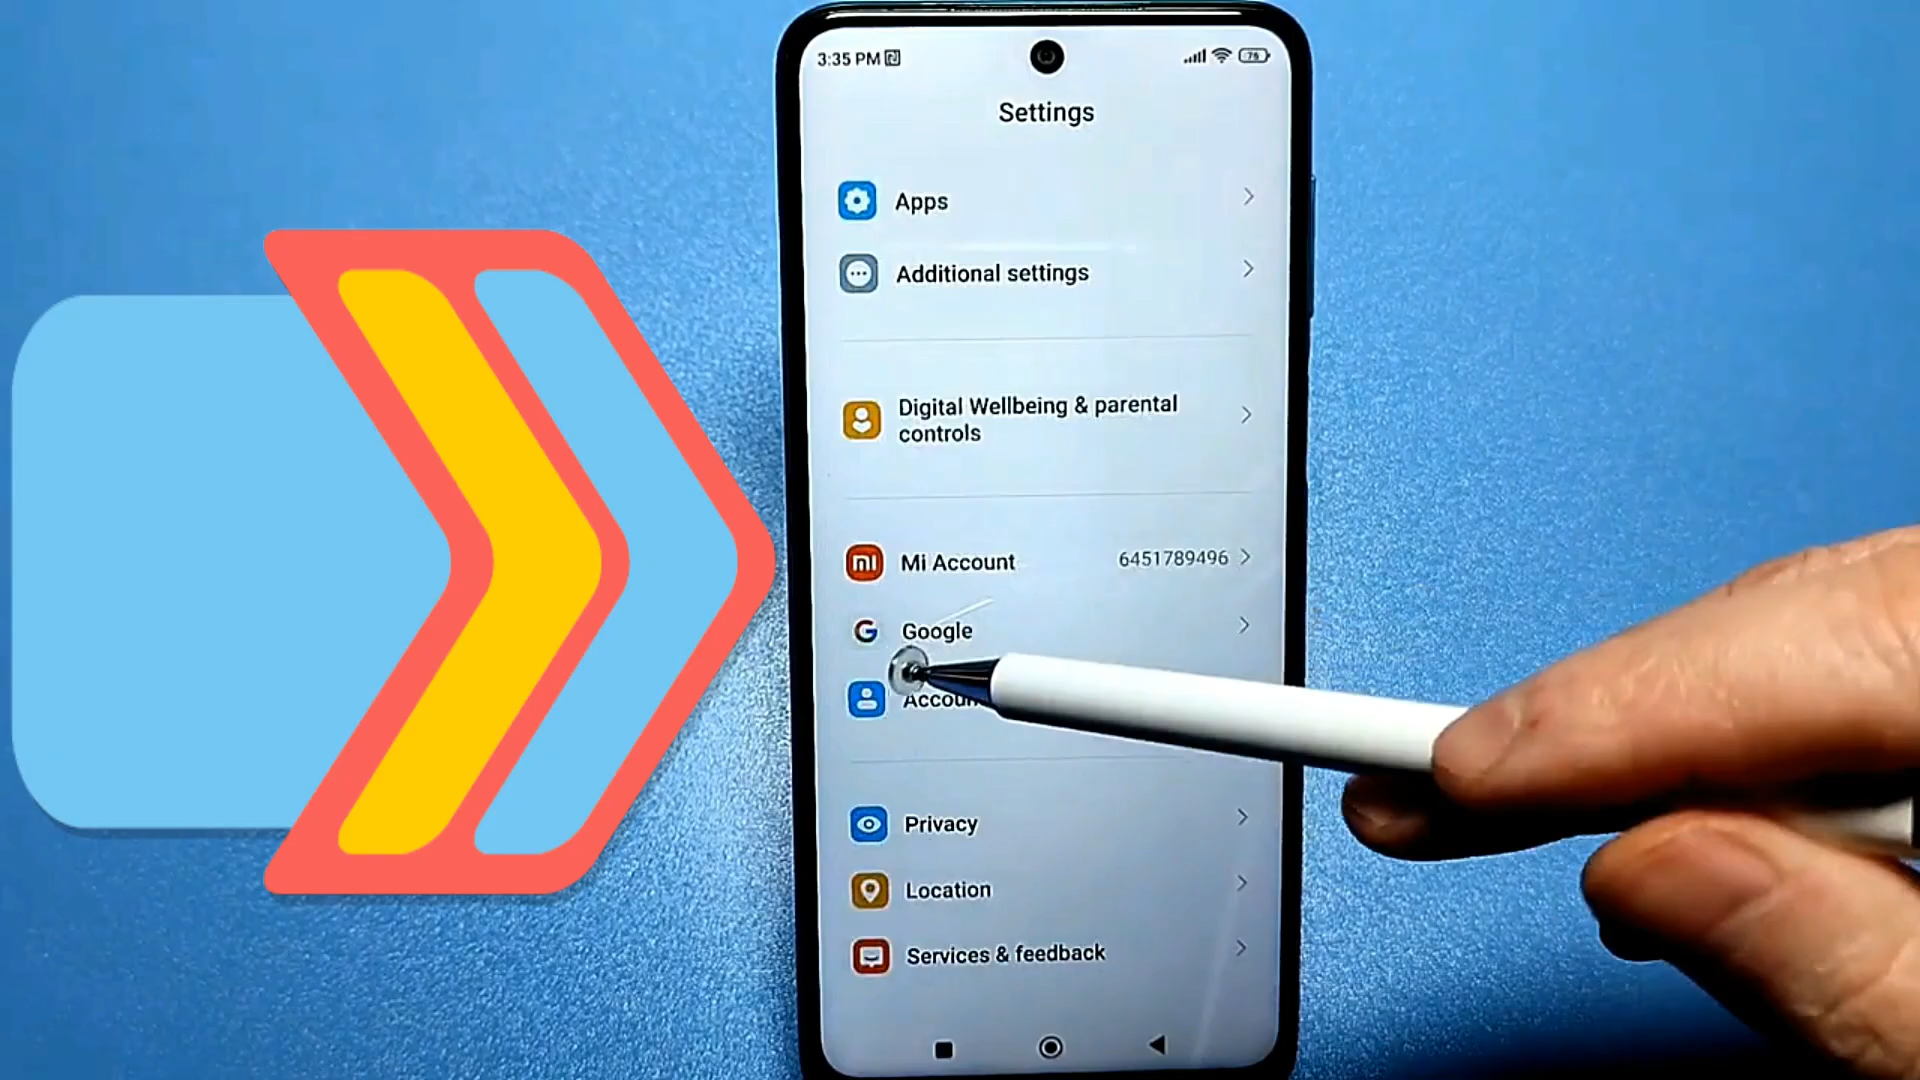 3:35 PM
76
Settings
Apps
Additional settings
Digital Wellbeing & parental
controls
Mi Account 6451789496
Google
Privacy
Location
Services & feedback